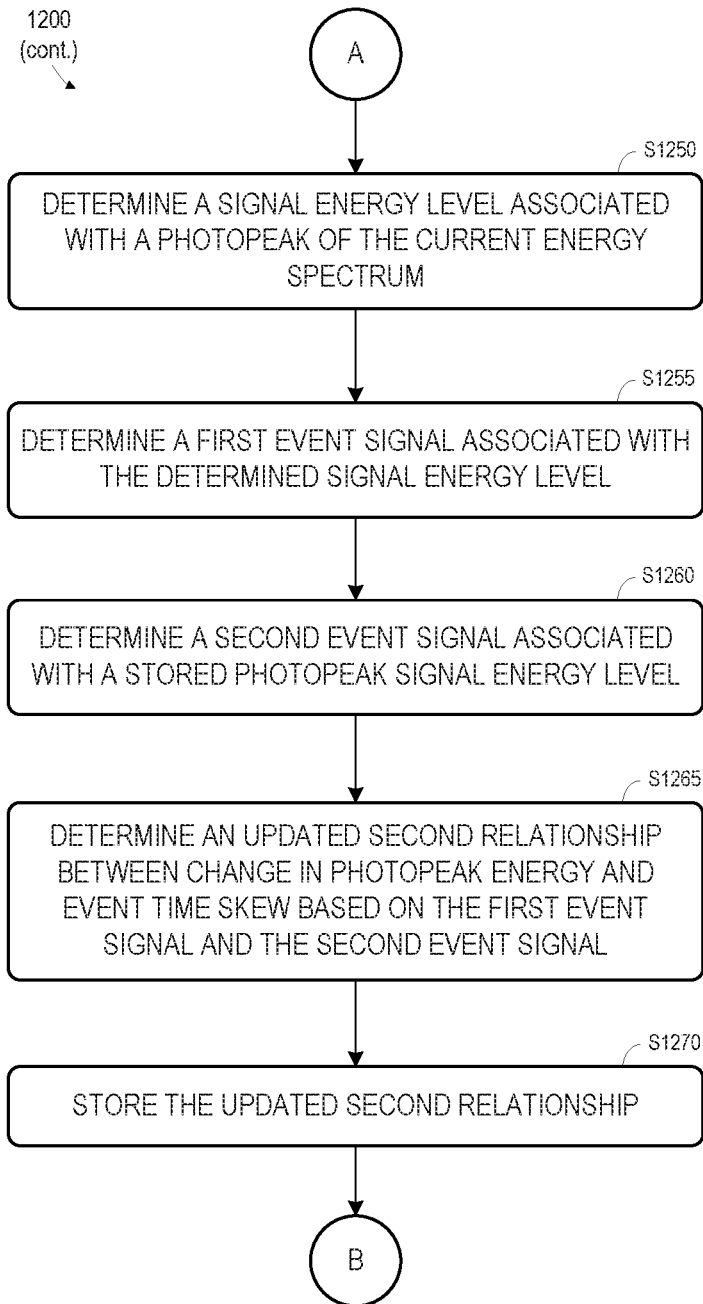 1200
(cont.)
A
S1250
DETERMINE A SIGNAL ENERGY LEVEL ASSOCIATED
WITH A PHOTOPEAK OF THE CURRENT ENERGY
SPECTRUM
S1255
DETERMINE A FIRST EVENT SIGNAL ASSOCIATED WITH
THE DETERMINED SIGNAL ENERGY LEVEL
S1260
DETERMINE A SECOND EVENT SIGNAL ASSOCIATED
WITH A STORED PHOTOPEAK SIGNAL ENERGY LEVEL
S1265
DETERMINE AN UPDATED SECOND RELATIONSHIP
BETWEEN CHANGE IN PHOTOPEAK ENERGY AND
EVENT TIME SKEW BASED ON THE FIRST EVENT
SIGNAL AND THE SECOND EVENT SIGNAL
S1270
STORE THE UPDATED SECOND RELATIONSHIP
B